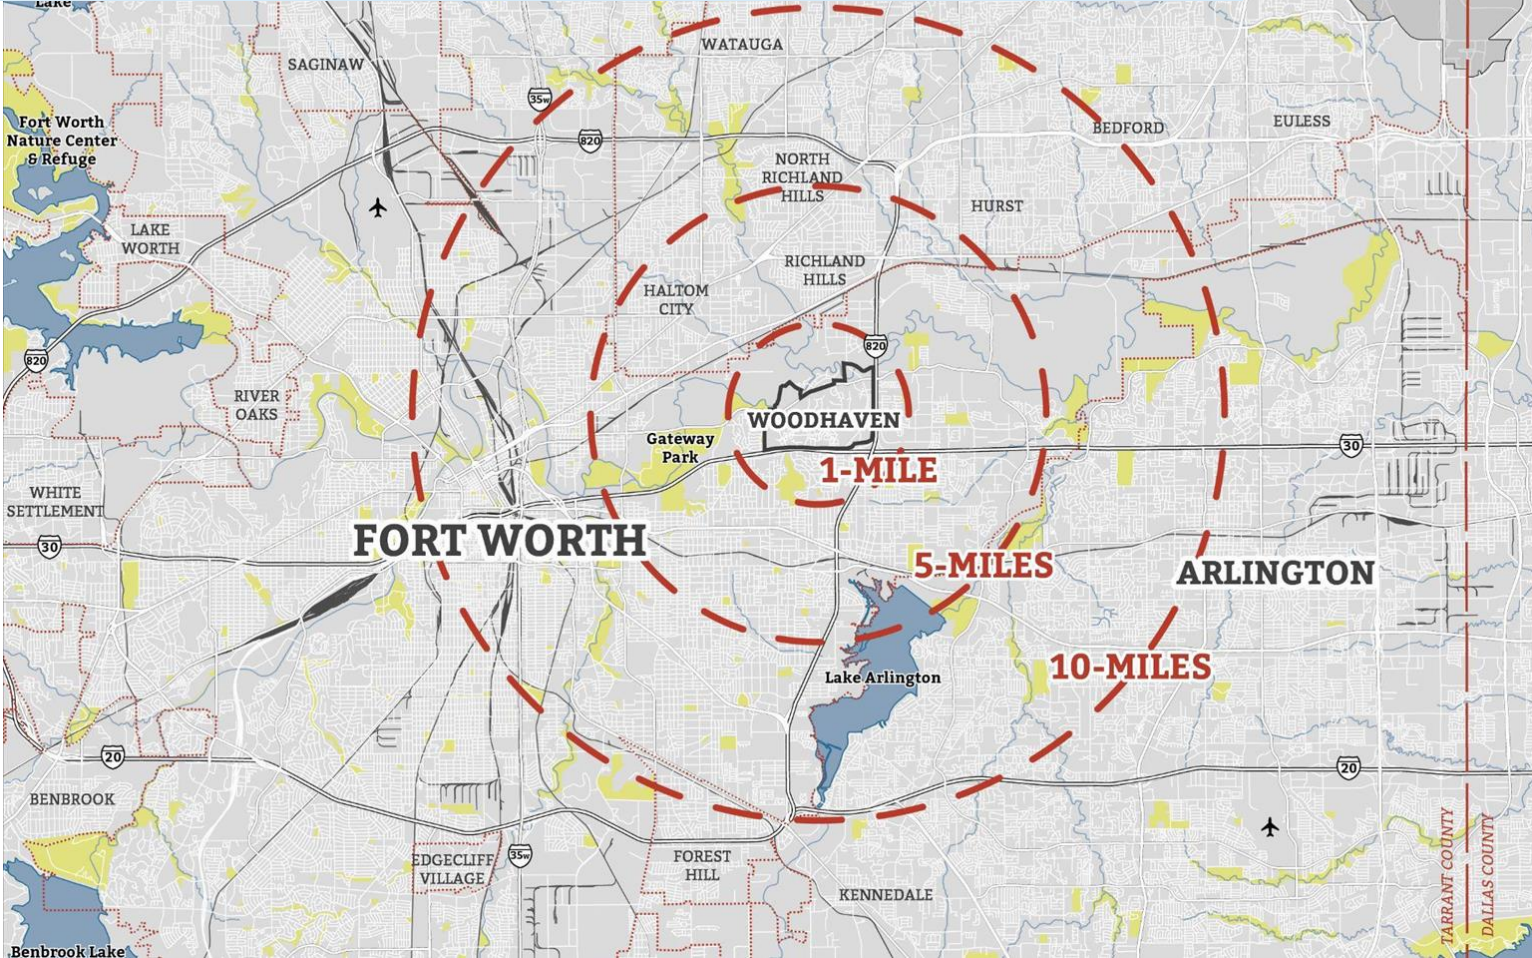 Lake
WATAUGA
SAGINAW
35W
Fort Worth
Nature Center
& Refuge
820
BEDFORD
EULESS
NORTH
RICHLAND
HILLS
HURST
LAKE
WORTH
RICHLAND
HILLS
HALTOM
CITY
820
820
RIVER
OAKS
WOODHAVEN
Gateway
Park
30
1-MILE
WHITE
SETTLEMENT
30
FORT WORTH
5-MILES
ARLINGTON
10-MILES
Lake Arlington
20
20
BENBROOK
EDGECLIFF
VILLAGE
35W
FOREST
HILL
KENNEDALE
TARRANT COUNTY
DALLAS COUNTY
Benbrook Lake